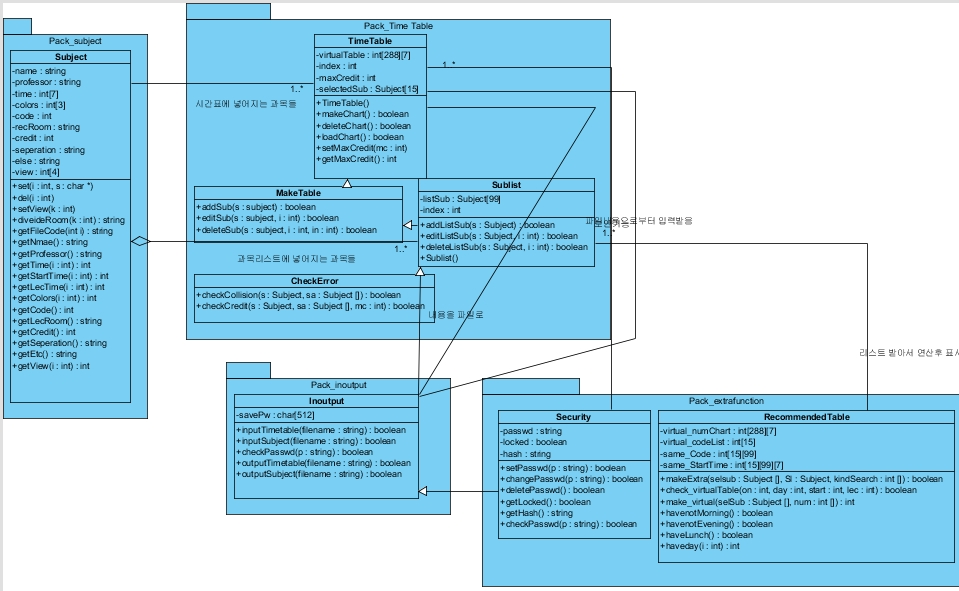 Pack_subject
Subject
-name : string
-professor : string
-time : int[7]
-colors : int[3]
-code : int
-recRoom : string
-credit : int
-seperation : string
-else : string
-view : int[4]
+set(i : int, s : char *)
+del(i : int)
+setView(k : int)
+diveideRoom(k : int) : string
+getFileCode(int i) : string
+getNmae() : string
+getProfessor() : string
+getTime(i : int) : int
+getStartTime(i : int) : int
+getLecTime(i : int) : int
+getColors(i : int) : int
+getCode() : int
+getLecRoom() : string
+getCredit() : int
+getSeperation() : string
+getEtc() : string
+getView(i : int) : int
Pack_Time Table
TimeTable
-virtualTable : int[288][7]
-index : int
-maxCredit : int
-selectedSub : Subject[15]
+TimeTable()
+makeChart() : boolean
+deleteChart() : boolean
+loadChart() : boolean
+setMaxCredit(mc : int)
+getMaxCredit() : int
1..*
1..*
시간표에 넣어지는 과목들
MakeTable
+addSub(s : subject) : boolean
+editSub(s : subject, i : int) : boolean
+deleteSub(s : subject, i : int, in : int) : boolean
Sublist
-listSub : Subject[99]
-index : int
+addListSub(s : Subject) : boolean
+editListSub(s : Subject, i : int) : boolean
+deleteListSub(s : Subject, i : int) : boolean
+Sublist()
1..*
과목리스트에 넣어지는 과목들
파일내용으로부터 입력받음
1..*
CheckError
+checkCollision(s : Subject, sa : Subject []) : boolean
+checkCredit(s : Subject, sa : Subject [], mc : int) : boolean
내용을 파일로
리스트 받아서 연산후 표시
Pack_inoutput
Inoutput
-savePw : char[512]
+inputTimetable(filename : string) : boolean
+inputSubject(filename : string) : boolean
+checkPasswd(p : string) : boolean
+outputTimetable(filename : string) : boolean
+outputSubject(filename : string) : boolean
Pack_extrafunction
Security
-passwd : string
-locked : boolean
-hash : string
+setPasswd(p : string) : boolean
+changePasswd(p : string) : boolean
+deletePasswd() : boolean
+getLocked() : boolean
+getHash() : string
+checkPasswd(p : string) : boolean
RecommendedTable
-virtual_numChart : int[288][7]
-virtual_codeList : int[15]
-same_Code : int[15][99]
-same_StartTime : int[15][99][7]
+makeExtra(selsub : Subject [], Sl : Subject, kindSearch : int []) : boolean
+check_virtualTable(on : int, day : int, start : int, lec : int) : boolean
+make_virtual(selSub : Subject [], num : int []) : int
+havenotMorning() : boolean
+havenotEvening() : boolean
+haveLunch() : boolean
+haveday(i : int) : int